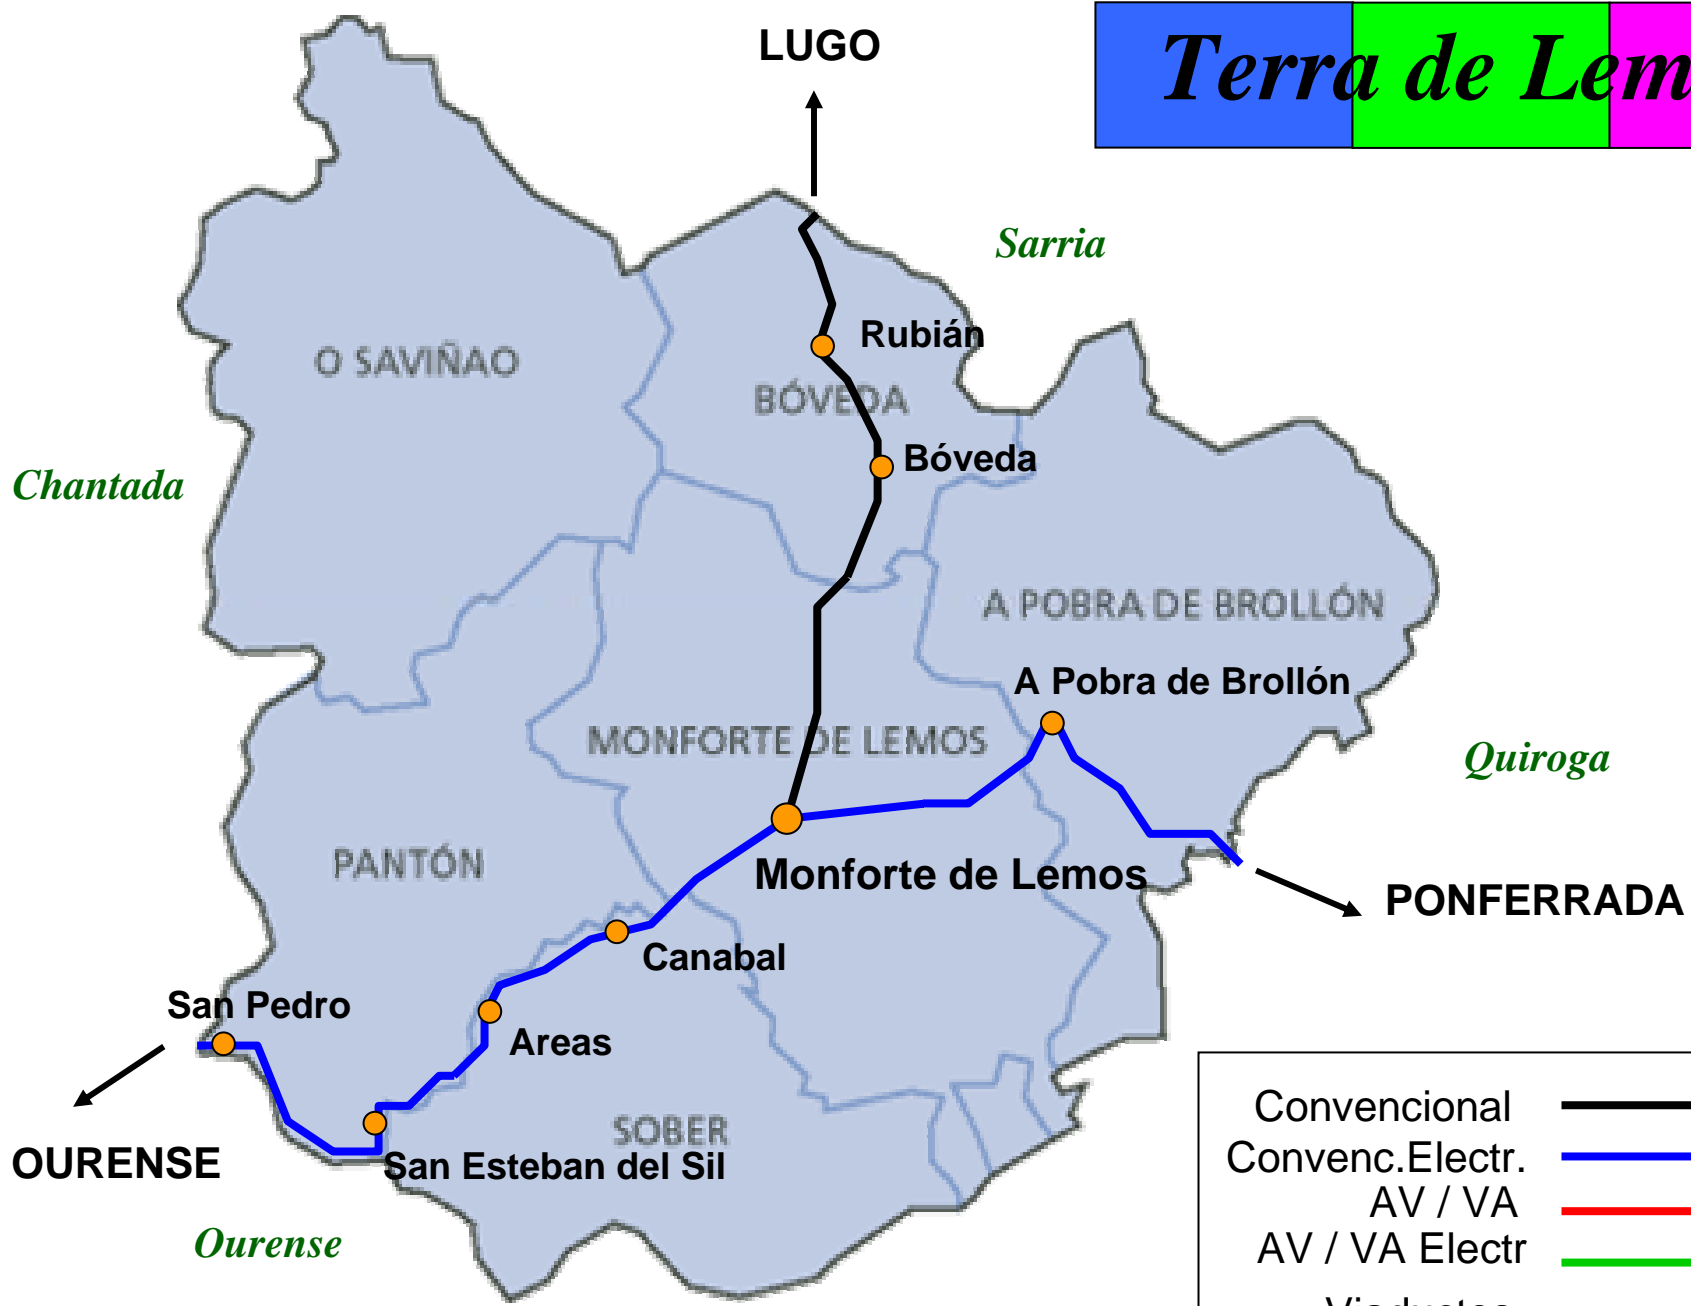 LUGO
Terra de Lem
Sarria
Rubián
O SAVIÑAO
BÓVEDA
Bóveda
Chantada
A POBRA DE BROLLÓN
A Pobra de Brollón
MONFORTE DE LEMOS
Quiroga
PANTÓN
Monforte de Lemos
PONFERRADA
Canabal
San Pedro
Areas
SOBER
OURENSE
San Esteban del Sil
Ourense
Convencional
Convenc.Electr.
AV / VA
AV / VA Electr